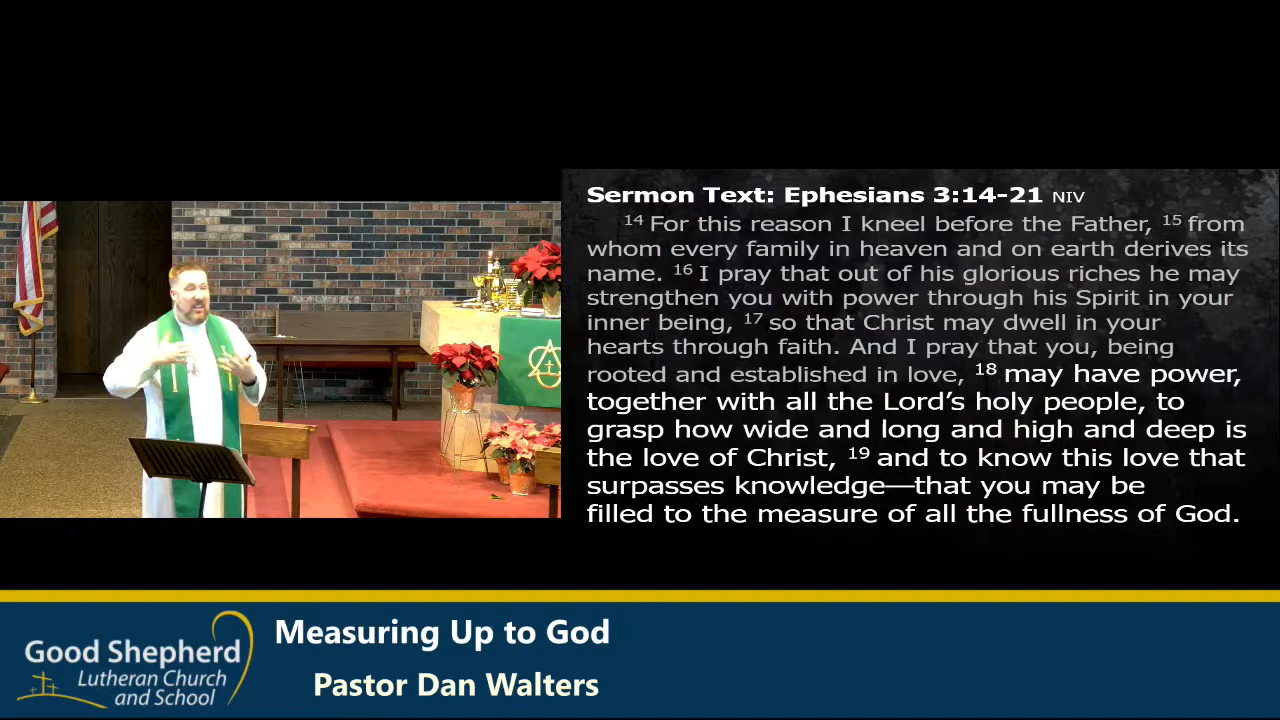 Sermon Text: Ephesians 3:14-21 NIV
14 For this reason I kneel before the Father, 15 from
whom every family in heaven and on earth derives its
name. 16 I pray that out of his glorious riches he may
strengthen you with power through his Spirit in your
inner being, 17 so that Christ may dwell in your
hearts through faith. And I pray that you, being
rooted and established in love, 18 may have power,
together with all the Lord’s holy people, to
grasp how wide and long and high and deep is
the love of Christ, 19 and to know this love that
surpasses knowledge—that you may be
filled to the measure of all the fullness of God.
Measuring Up to God
Pastor Dan Walters
Good Shepherd
Lutheran Church
and School